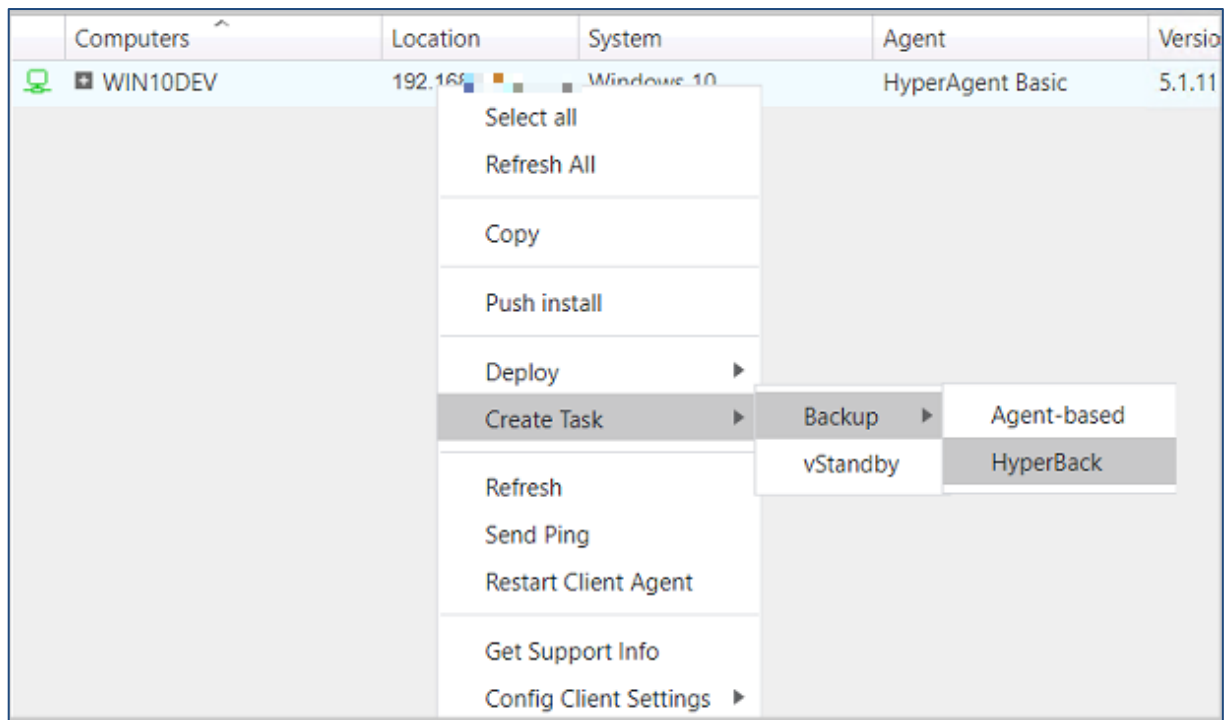 Computers Location System Agent Versio
WIN10DEV 192.168 Windows 10 HyperAgent Basic 5.1.11
Select all
Refresh All
Copy
Push install
Deploy
Create Task Backup Agent-based
vStandby HyperBack
Refresh
Send Ping
Restart Client Agent
Get Support Info
Config Client Settings